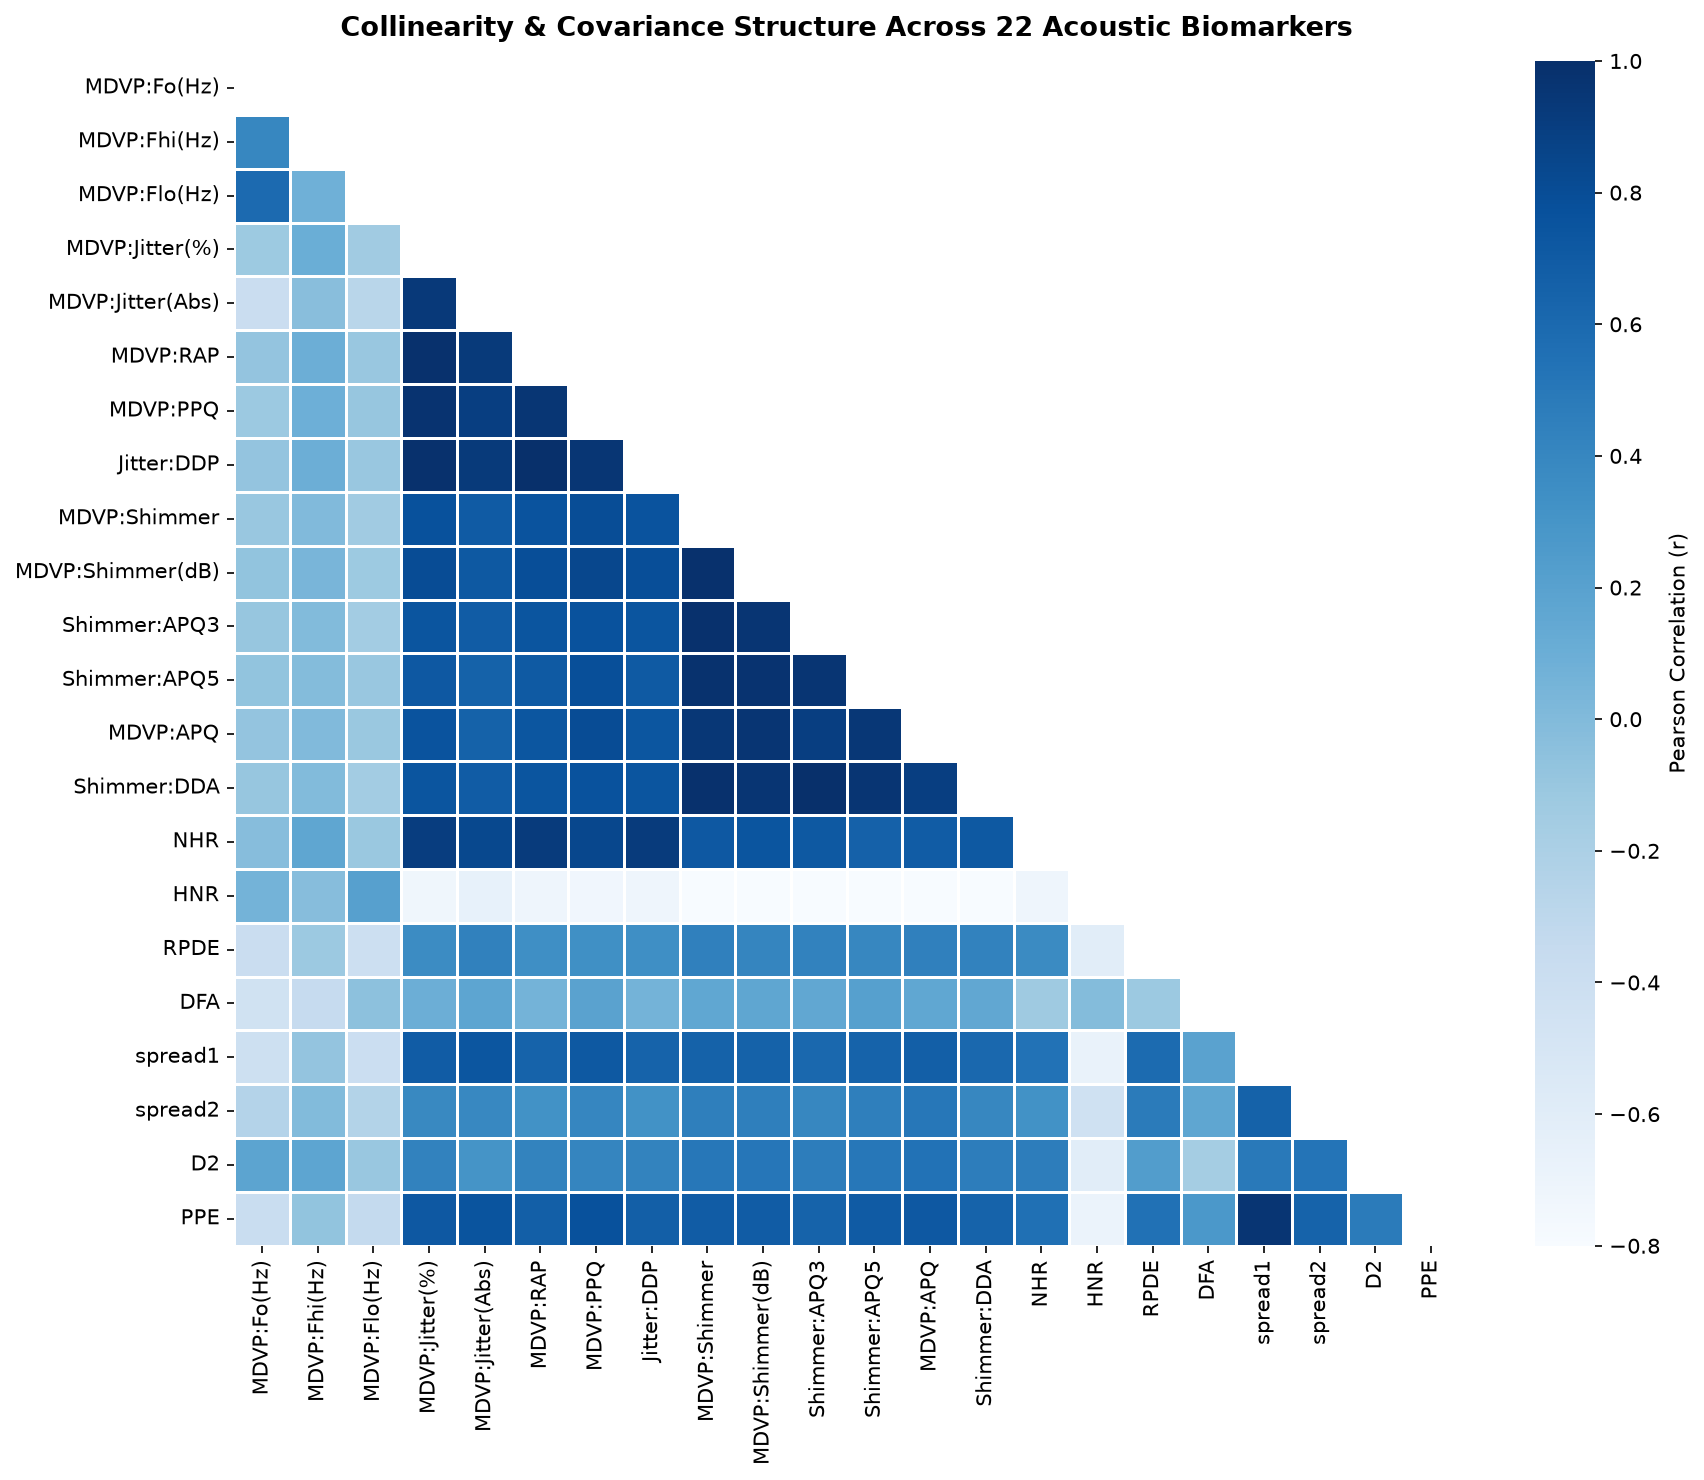 Collinearity & Covariance Structure Across 22 Acoustic Biomarkers
MDVP:Fo(Hz)
MDVP:Fhi(Hz)
MDVP:Flo(Hz)
MDVP:Jitter(%)
MDVP:Jitter(Abs)
MDVP:RAP
MDVP:PPQ
Jitter:DDP
MDVP:Shimmer
MDVP:Shimmer(dB)
Shimmer:APQ3
Shimmer:APQ5
MDVP:APQ
Shimmer:DDA
NHR
HNR
RPDE
DFA
spread1
spread2
D2
PPE
MDVP:Fo(Hz)
MDVP:Fhi(Hz)
MDVP:Flo(Hz)
MDVP:Jitter(%)
MDVP:Jitter(Abs)
MDVP:RAP
MDVP:PPQ
Jitter:DDP
MDVP:Shimmer
MDVP:Shimmer(dB)
Shimmer:APQ3
Shimmer:APQ5
MDVP:APQ
Shimmer:DDA
NHR
HNR
RPDE
DFA
spread1
spread2
D2
PPE
1.0
0.8
0.6
0.4
0.2
0.0
−0.2
−0.4
−0.6
−0.8
Pearson Correlation (r)